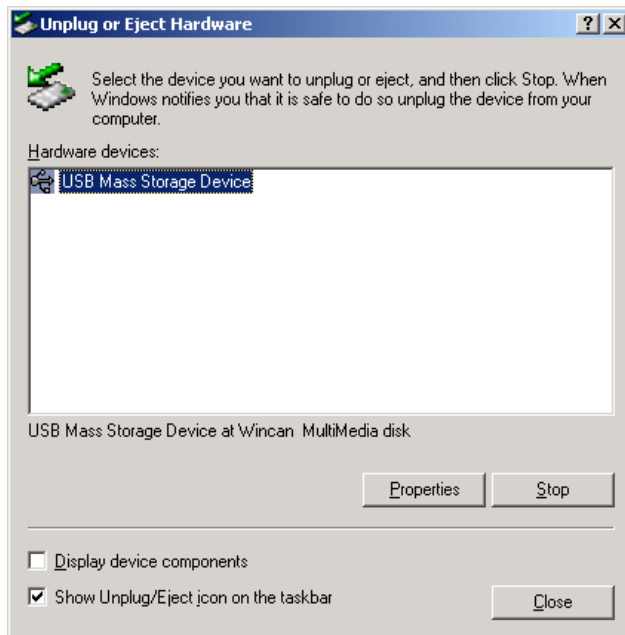 Unplug or Eject Hardware
Select the device you want to unplug or eject, and then click Stop. When
Windows notifies you that it is safe to do so unplug the device from your
computer.
Hardware devices:
USB Mass Storage Device
USB Mass Storage Device at Wincan  MultiMedia disk
Properties
Stop
Display device components
Show Unplug/Eject icon on the taskbar
Close